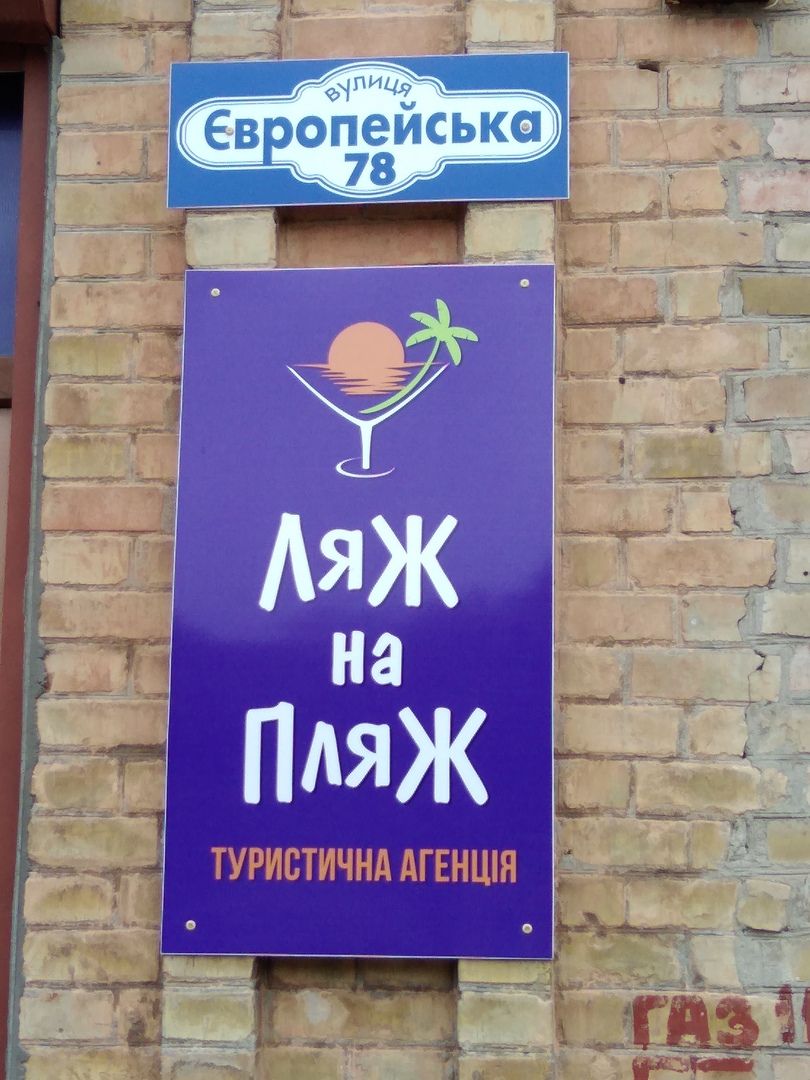 вулиця
Європейська
78
Ляж
на
Пляж
ТУРИСТИЧНА АГЕНЦІЯ
ГАЗ